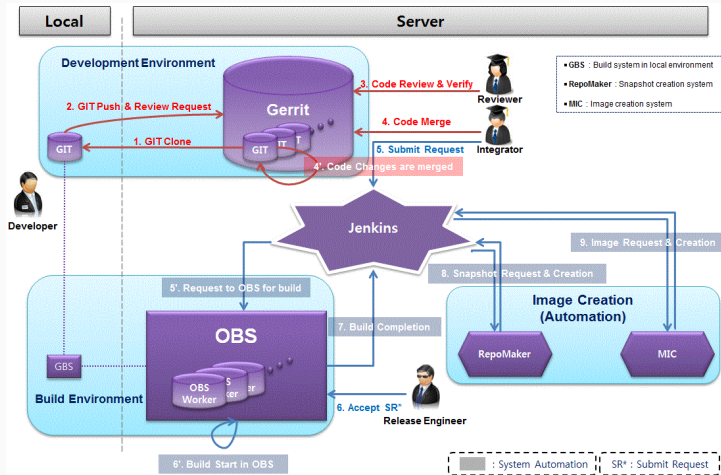 Local
Server
Development Environment
• GBS : Build system in local environment
• RepoMaker : Snapshot creation system
• MIC : Image creation system
3. Code Review & Verify
Reviewer
2. GIT Push & Review Request
Gerrit
4. Code Merge
Integrator
1. GIT Clone
GIT
GIT
5. Submit Request
4'. Code Changes are merged
Developer
Jenkins
9. Image Request & Creation
8. Snapshot Request & Creation
5'. Request to OBS for build
Image Creation
(Automation)
OBS
7. Build Completion
RepoMaker
MIC
GBS
OBS
Worker
Build Environment
6. Accept SR*
Release Engineer
6'. Build Start in OBS
: System Automation
SR* : Submit Request